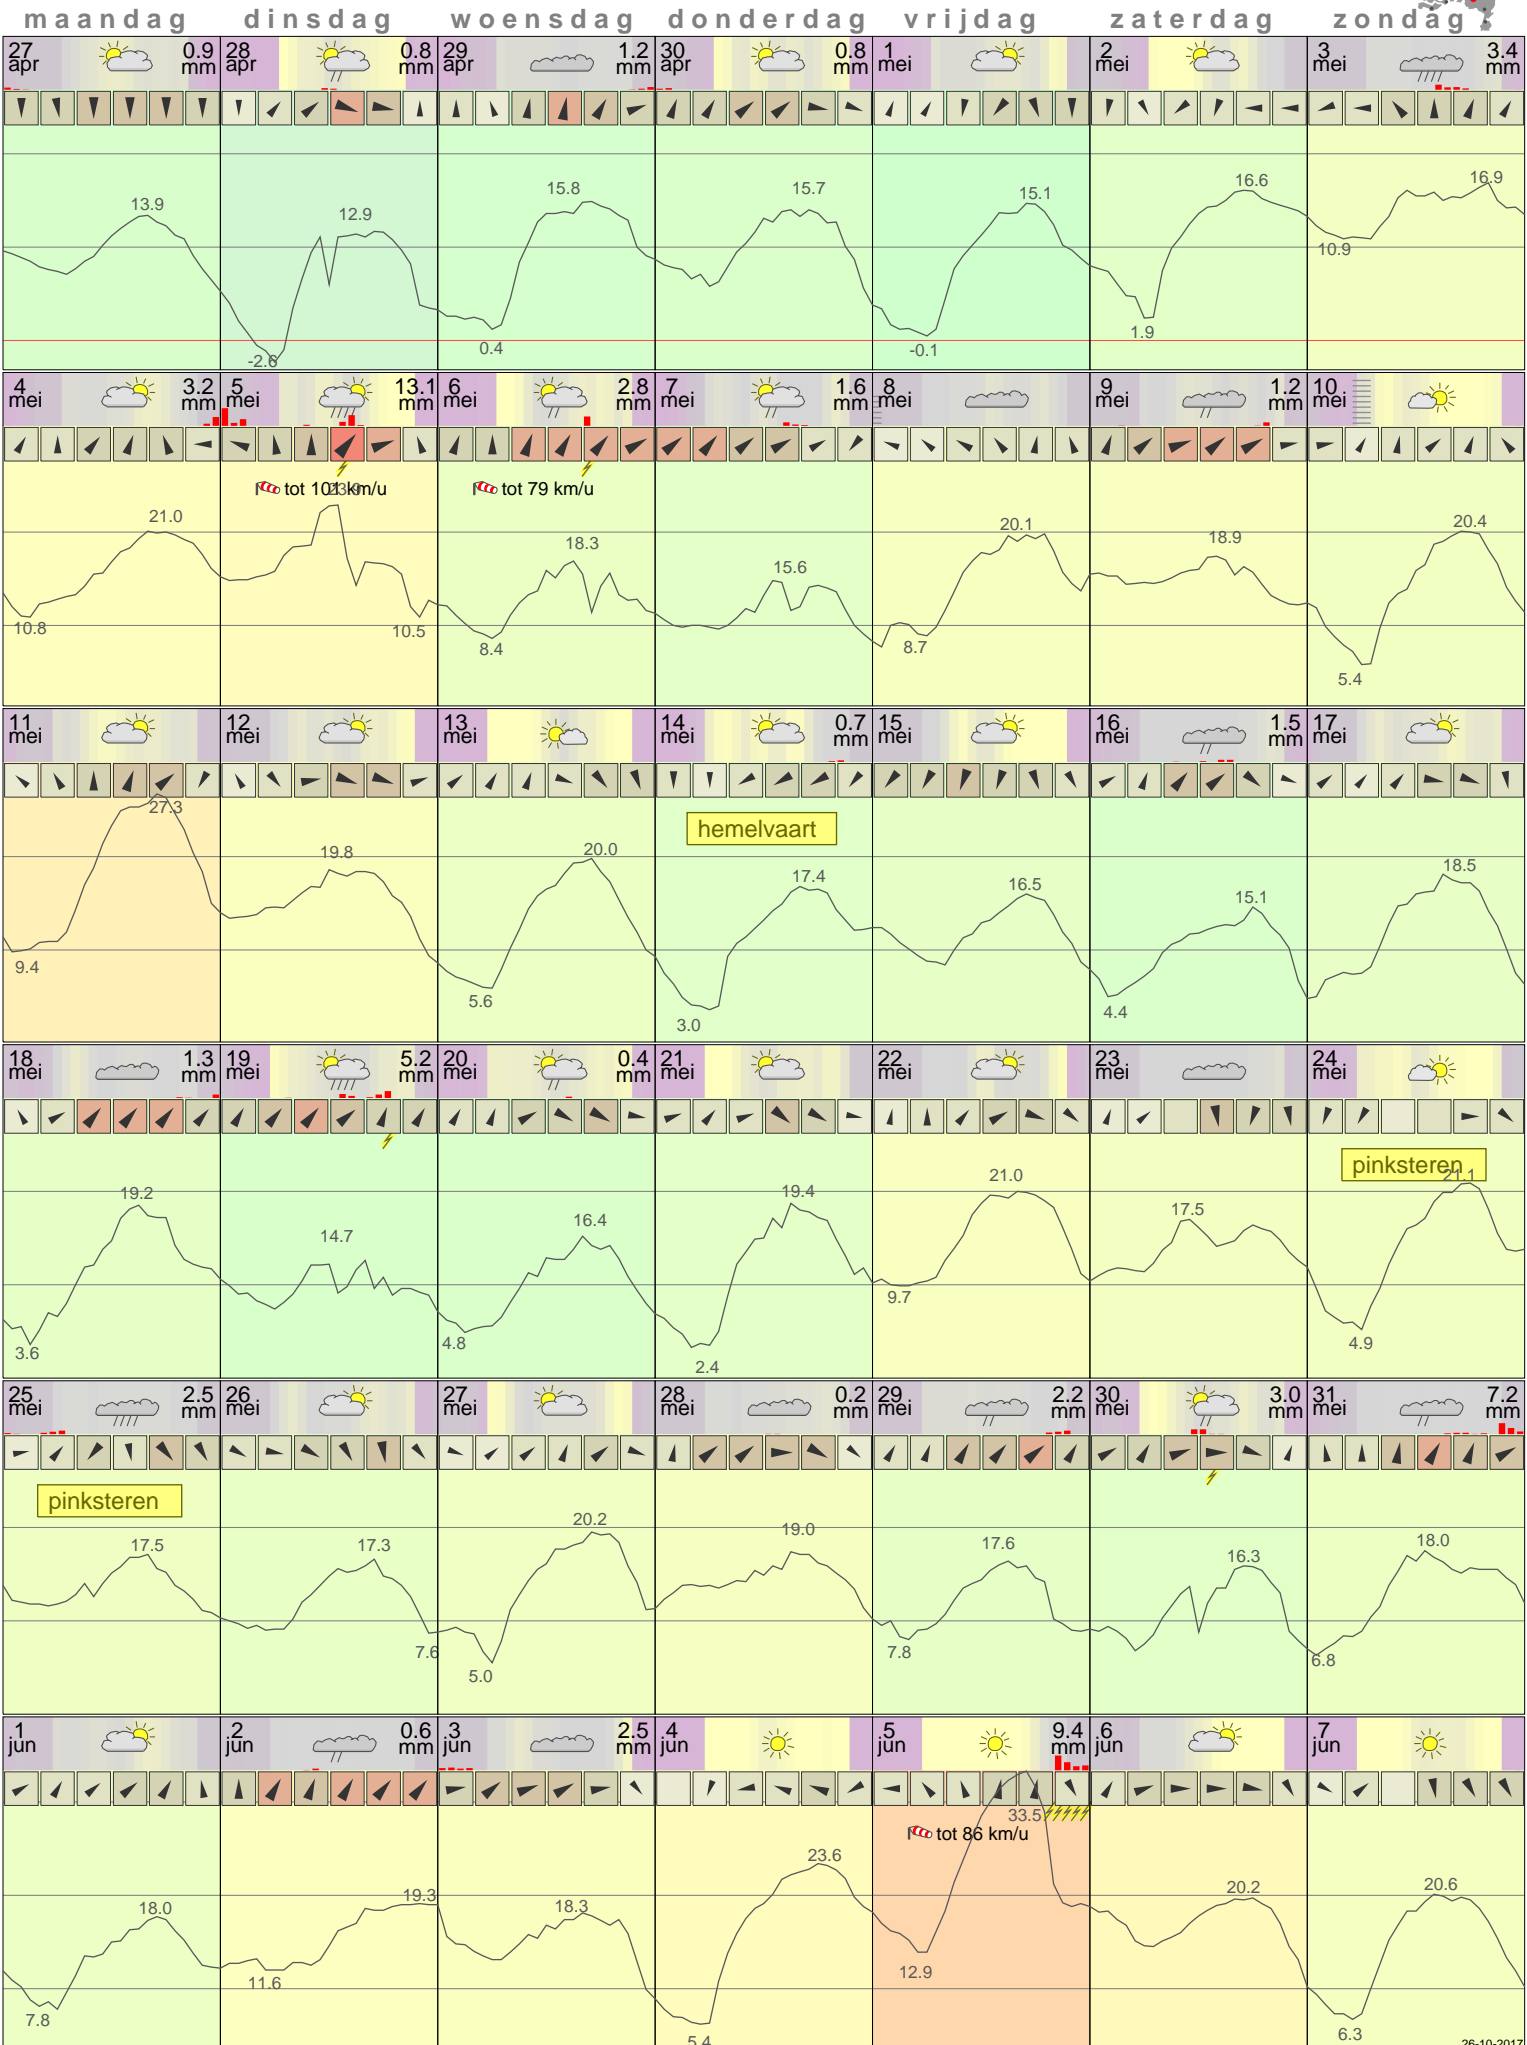 maandag dinsdag woensdag donderdag vrijdag zaterdag zondag
27 apr 0.9 mm 28 apr 0.8 mm 29 apr 1.2 mm 30 apr 0.8 mm 1 mei 2 mei 3 mei 3.4 mm
13.9 12.9 15.8 15.7 15.1 16.6 16.9
-2.6 0.4 -0.1 1.9 10.9
4 mei 3.2 mm 5 mei 13.1 mm 6 mei 2.8 mm 7 mei 1.6 mm 8 mei 9 mei 1.2 mm 10 mei
tot 101 km/u tot 79 km/u
21.0 18.3 15.6 20.1 18.9 20.4
10.8 10.5 8.4 8.7 5.4
11 mei 12 mei 13 mei 14 mei 0.7 mm 15 mei 16 mei 1.5 mm 17 mei
hemelvaart
27.3 19.8 20.0 17.4 16.5 15.1 18.5
9.4 5.6 3.0 4.4
18 mei 1.3 mm 19 mei 5.2 mm 20 mei 0.4 mm 21 mei 22 mei 23 mei 24 mei
pinksteren
19.2 14.7 16.4 19.4 21.0 17.5 21.1
3.6 4.8 2.4 9.7 4.9
25 mei 2.5 mm 26 mei 27 mei 28 mei 0.2 mm 29 mei 2.2 mm 30 mei 3.0 mm 31 mei 7.2 mm
pinksteren
17.5 17.3 20.2 19.0 17.6 16.3 18.0
7.6 5.0 7.8 6.8
1 jun 2 jun 0.6 mm 3 jun 2.5 mm 4 jun 5 jun 9.4 mm 6 jun 7 jun
tot 86 km/u
18.0 19.3 18.3 23.6 33.5 20.2 20.6
7.8 11.6 5.4 12.9 6.3
26-10-2017